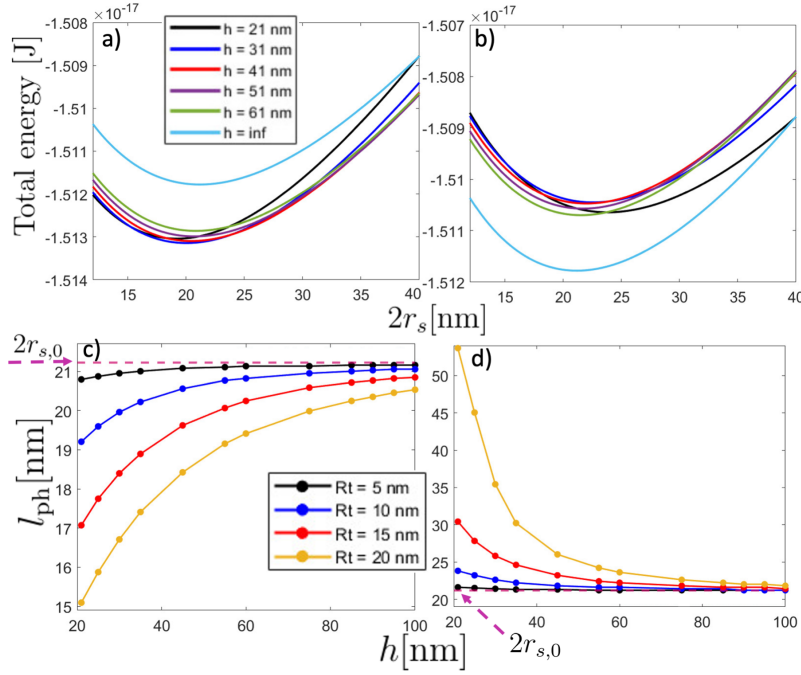 ×10⁻¹⁷
×10⁻¹⁷
a)
b)
Total energy [J]
-1.508
-1.509
-1.51
-1.511
-1.512
-1.513
-1.514
h = 21 nm
h = 31 nm
h = 41 nm
h = 51 nm
h = 61 nm
h = inf
-1.507
-1.508
-1.509
-1.51
-1.511
-1.512
15 20 25 30 35 40
15 20 25 30 35 40
2rₛ[nm]
2rₛ,₀
c)
d)
lₚₕ[nm]
21
20
19
18
17
16
15
Rt = 5 nm
Rt = 10 nm
Rt = 15 nm
Rt = 20 nm
50
45
40
35
30
25
20
20 40 60 80 100
20 40 60 80 100
2rₛ,₀
h[nm]